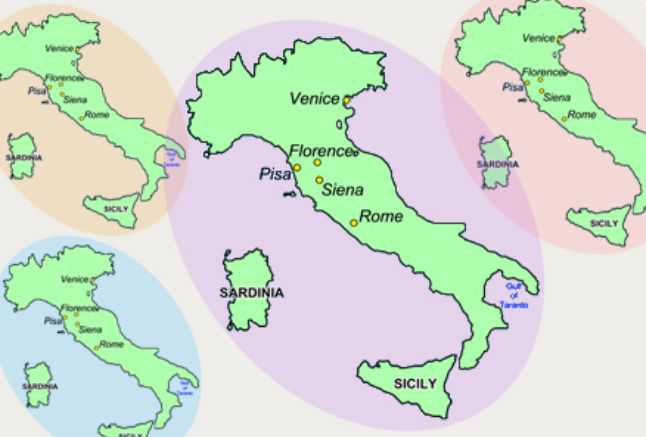 Venice
Florence
Pisa
Siena
Rome
SARDINIA
Gulf
of
Taranto
SICILY
Venice
Florence
Pisa
Siena
Rome
SARDINIA
Gulf
of
Taranto
SICILY
Venice
Florence
Pisa
Siena
Rome
SARDINIA
SICILY
Venice
Florence
Pisa
Siena
Rome
SARDINIA
Gulf
of
Taranto
SICILY